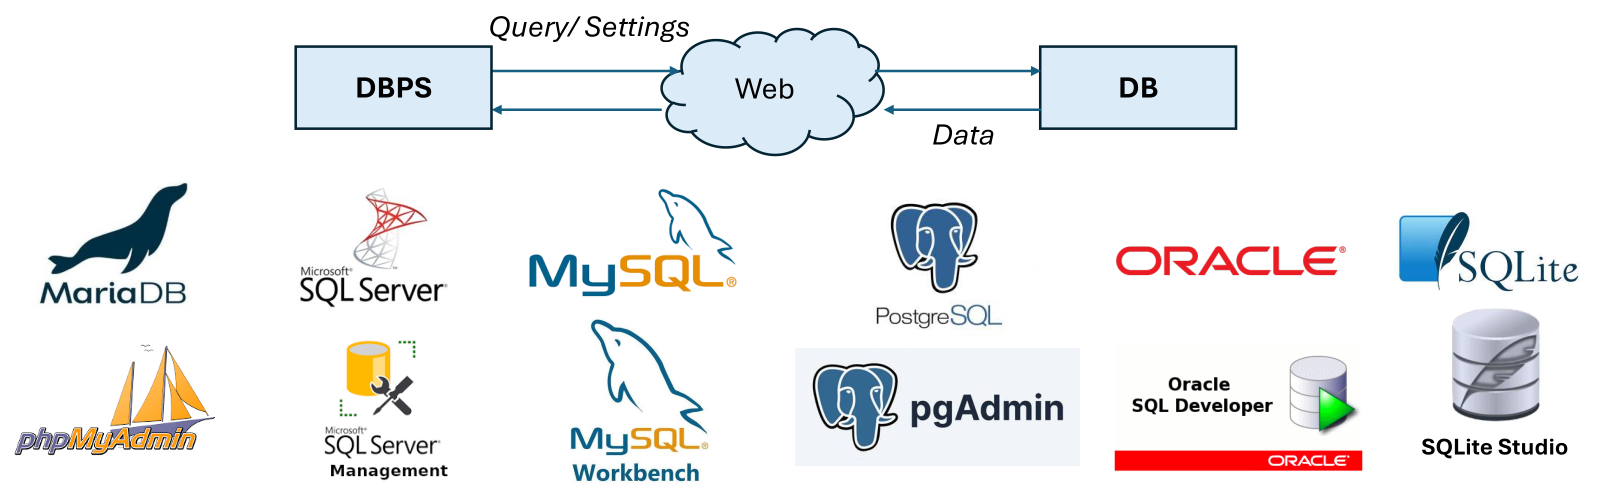 Query/ Settings
DBPS
Web
DB
Data
MariaDB
Microsoft®
SQL Server®
MySQL®
PostgreSQL
ORACLE®
SQLite
phpMyAdmin
Microsoft®
SQL Server®
Management
MySQL®
Workbench
pgAdmin
Oracle
SQL Developer
ORACLE®
SQLite Studio